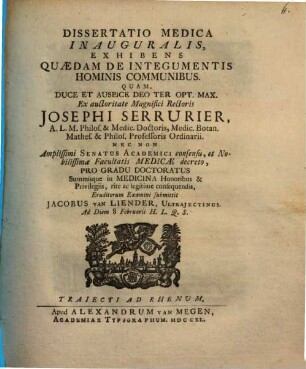 6.
DISSERTATIO MEDICA
INAUGURALIS,
EXHIBENS
QUÆDAM DE INTEGUMENTIS
HOMINIS COMMUNIBUS.
QUAM,
DUCE ET AUSPICE DEO TER OPT. MAX.
Ex auctoritate Magnifici Rectoris
JOSEPHI SERRURIER,
A. L. M. Philos. & Medic. Doctoris, Medic. Botan.
Mathes. & Philos. Professoris Ordinarii.
NEC NON
Amplissimi SENATUS ACADEMICI consensu, et No-
bilissimæ Facultatis MEDICÆ decreto,
PRO GRADU DOCTORATUS
Summisque in MEDICINA Honoribus &
Privilegiis, rite ac legitime consequendis,
Eruditorum Examini submittit
JACOBUS VAN LIENDER, ULTRAJECTINUS.
Ad Diem 8 Februarii H. L. Q. S.
TRAIECTI AD RHENUM,
Apud ALEXANDRUM VAN MEGEN,
ACADEMIAE TYPOGRAPHUM. MDCCXL.